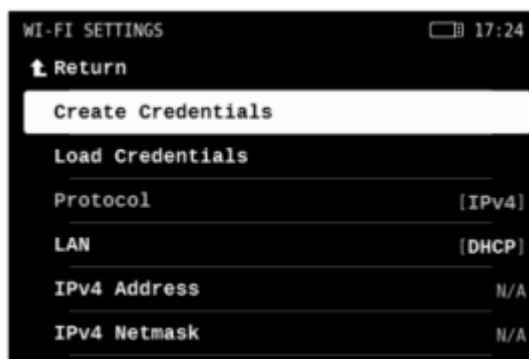 WI-FI SETTINGS 17:24
Return
Create Credentials
Load Credentials
Protocol [IPv4]
LAN [DHCP]
IPv4 Address N/A
IPv4 Netmask N/A